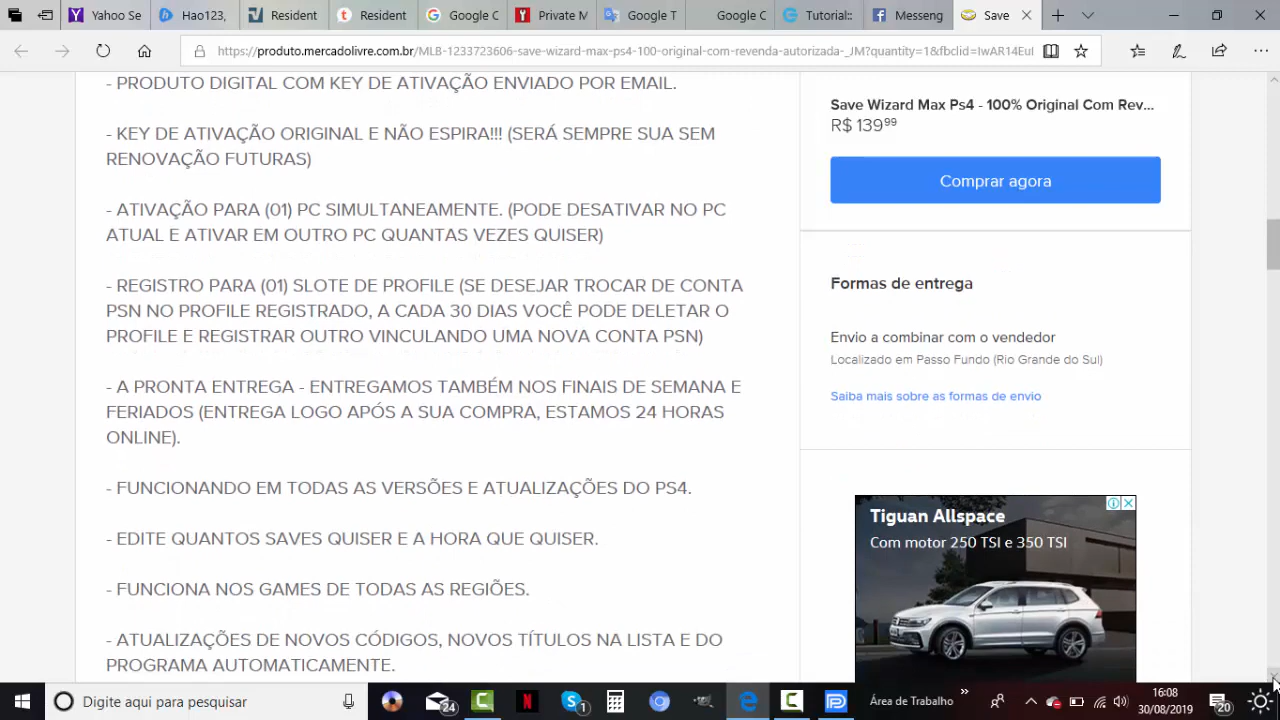 Yahoo
Hao123,
Resident
Resident
Google C
Private M
Google T
Google C
Tutorial:
Messeng
Save
https://produto.mercadolivre.com.br/MLB-1233723606-save-wizard-max-ps4-100-original-com-revenda-autorizada-_JM?quantity=1&fbclid=IwAR14EuI
- PRODUTO DIGITAL COM KEY DE ATIVAÇÃO ENVIADO POR EMAIL.
- KEY DE ATIVAÇÃO ORIGINAL E NÃO ESPIRA!!! (SERÁ SEMPRE SUA SEM
RENOVAÇÃO FUTURAS)
- ATIVAÇÃO PARA (01) PC SIMULTANEAMENTE. (PODE DESATIVAR NO PC
ATUAL E ATIVAR EM OUTRO PC QUANTAS VEZES QUISER)
- REGISTRO PARA (01) SLOTE DE PROFILE (SE DESEJAR TROCAR DE CONTA
PSN NO PROFILE REGISTRADO, A CADA 30 DIAS VOCÊ PODE DELETAR O
PROFILE E REGISTRAR OUTRO VINCULANDO UMA NOVA CONTA PSN)
- A PRONTA ENTREGA - ENTREGAMOS TAMBÉM NOS FINAIS DE SEMANA E
FERIADOS (ENTREGA LOGO APÓS A SUA COMPRA, ESTAMOS 24 HORAS
ONLINE).
- FUNCIONANDO EM TODAS AS VERSÕES E ATUALIZAÇÕES DO PS4.
- EDITE QUANTOS SAVES QUISER E A HORA QUE QUISER.
- FUNCIONA NOS GAMES DE TODAS AS REGIÕES.
- ATUALIZAÇÕES DE NOVOS CÓDIGOS, NOVOS TÍTULOS NA LISTA E DO
PROGRAMA AUTOMATICAMENTE.
Save Wizard Max Ps4 - 100% Original Com Rev...
R$ 139⁹⁹
Comprar agora
Formas de entrega
Envio a combinar com o vendedor
Localizado em Passo Fundo (Rio Grande do Sul)
Saiba mais sobre as formas de envio
Tiguan Allspace
Com motor 250 TSI e 350 TSI
Digite aqui para pesquisar
24
1
Área de Trabalho
16:08
30/08/2019
20